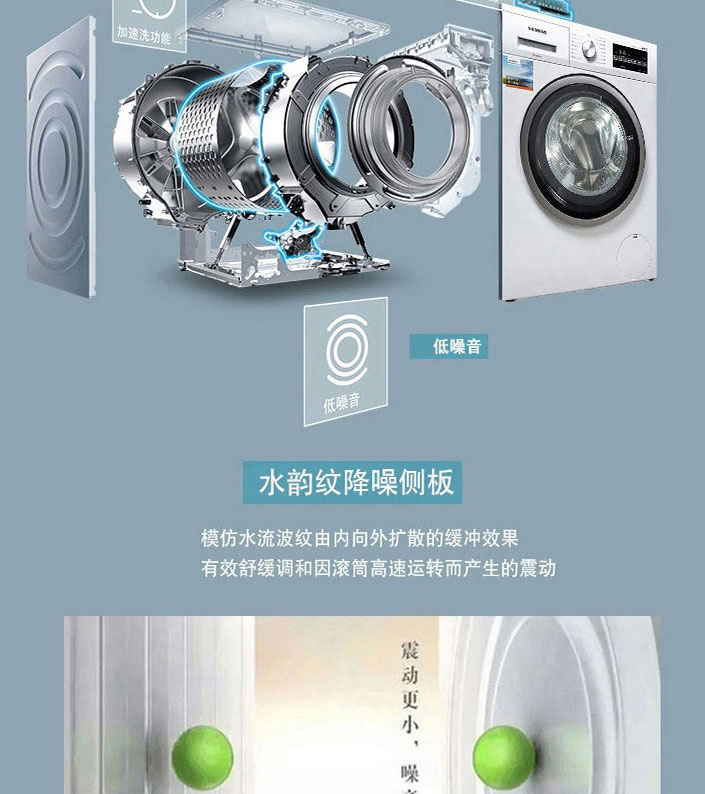 加速洗功能
SIEMENS
低噪音
低噪音
水韵纹降噪侧板
模仿水流波纹由内向外扩散的缓冲效果
有效舒缓调和因滚筒高速运转而产生的震动
震动更小，噪